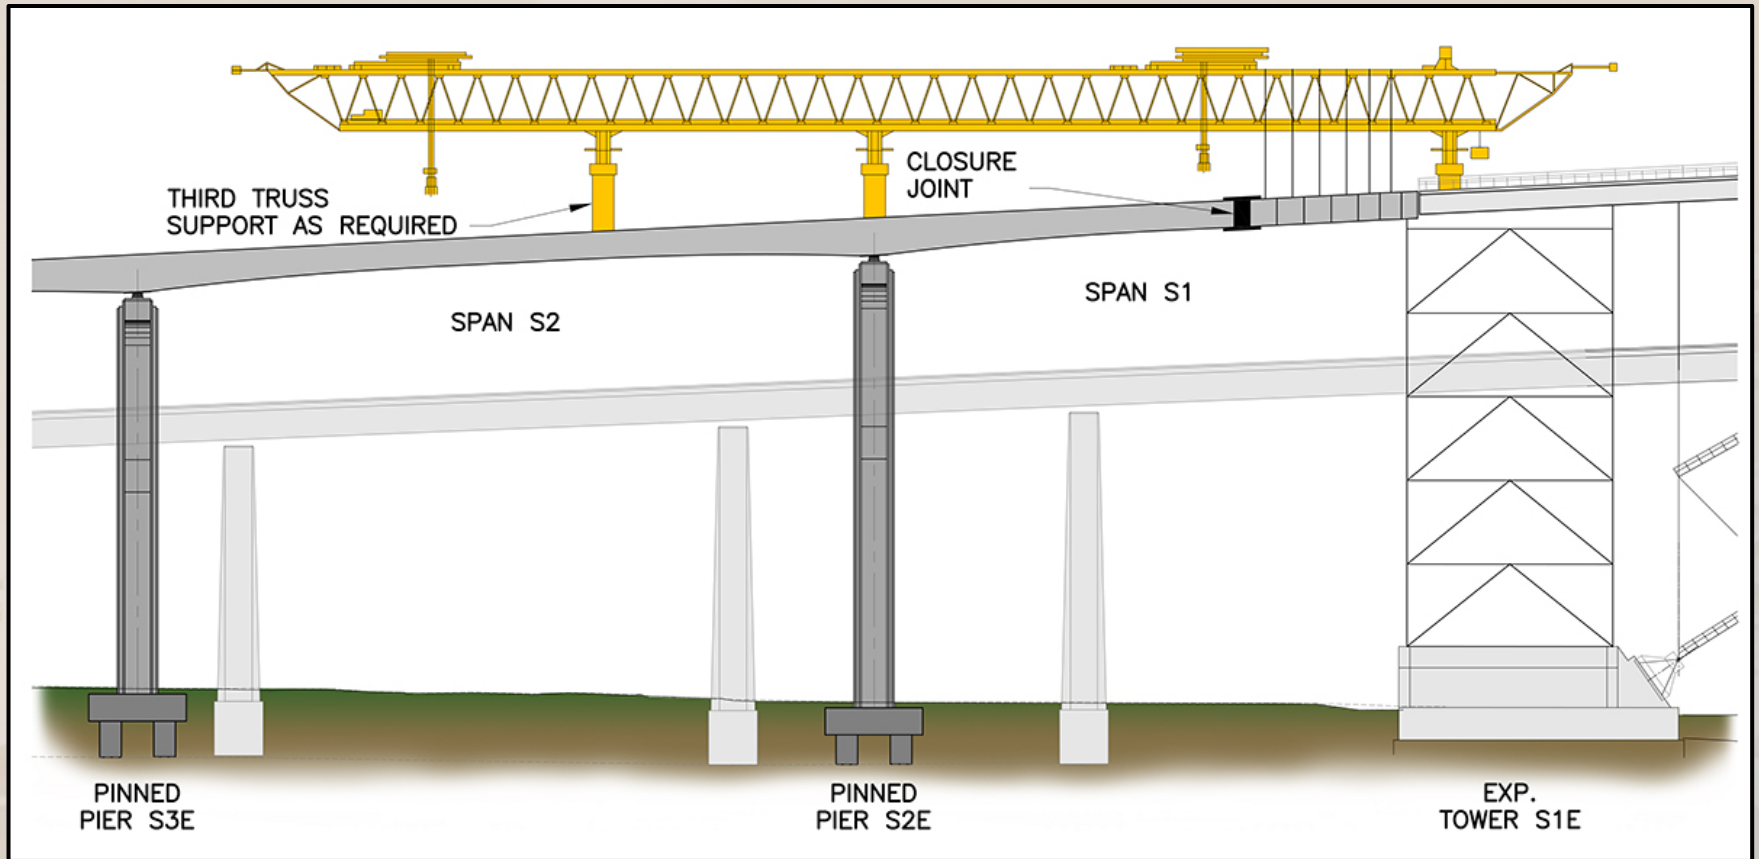 CLOSURE
JOINT
THIRD TRUSS
SUPPORT AS REQUIRED
SPAN S1
SPAN S2
PINNED
PIER S3E
PINNED
PIER S2E
EXP.
TOWER S1E